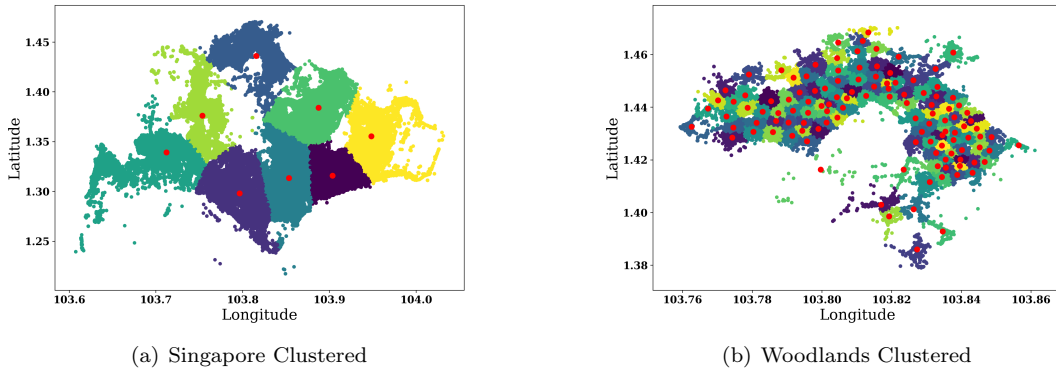 1.45
1.40
1.35
1.30
1.25
Latitude
103.6 103.7 103.8 103.9 104.0
Longitude
(a) Singapore Clustered
1.46
1.44
1.42
1.40
1.38
Latitude
103.76 103.78 103.80 103.82 103.84 103.86
Longitude
(b) Woodlands Clustered